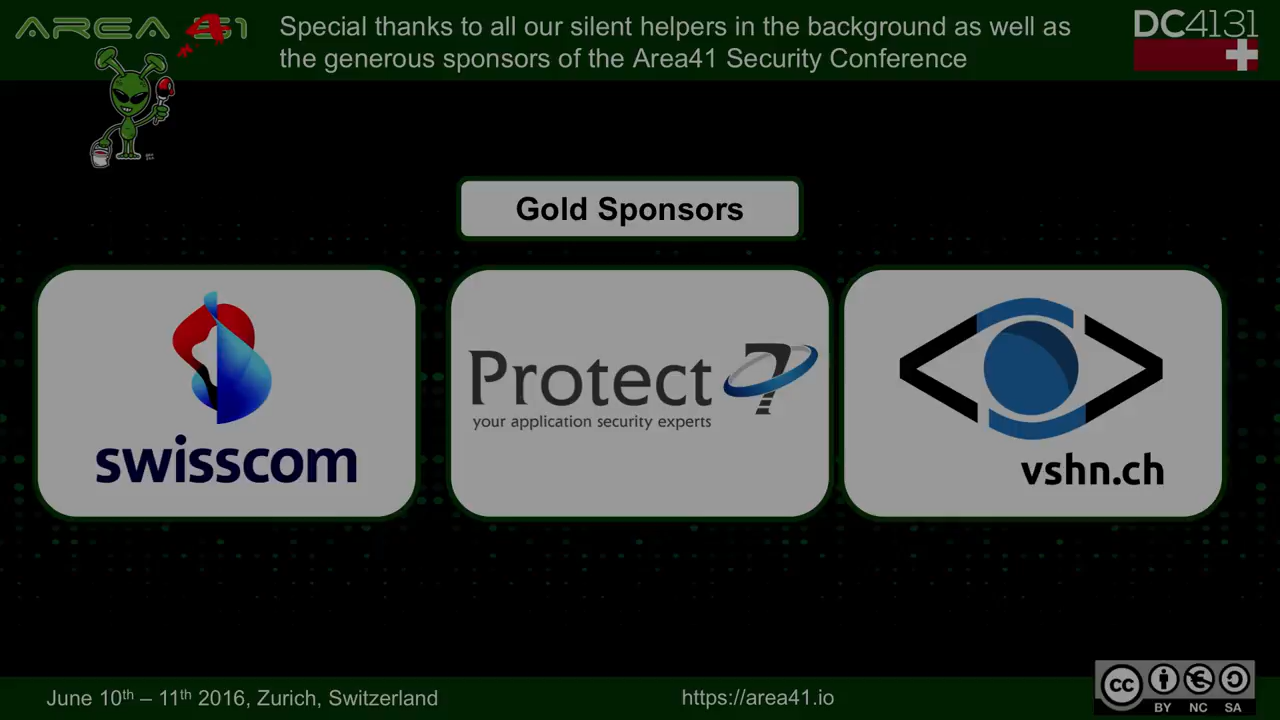 AREA 41
Special thanks to all our silent helpers in the background as well as
the generous sponsors of the Area41 Security Conference
DC4131
Gold Sponsors
swisscom
Protect7
your application security experts
vshn.ch
June 10th – 11th 2016, Zurich, Switzerland
https://area41.io
cc
BY NC SA